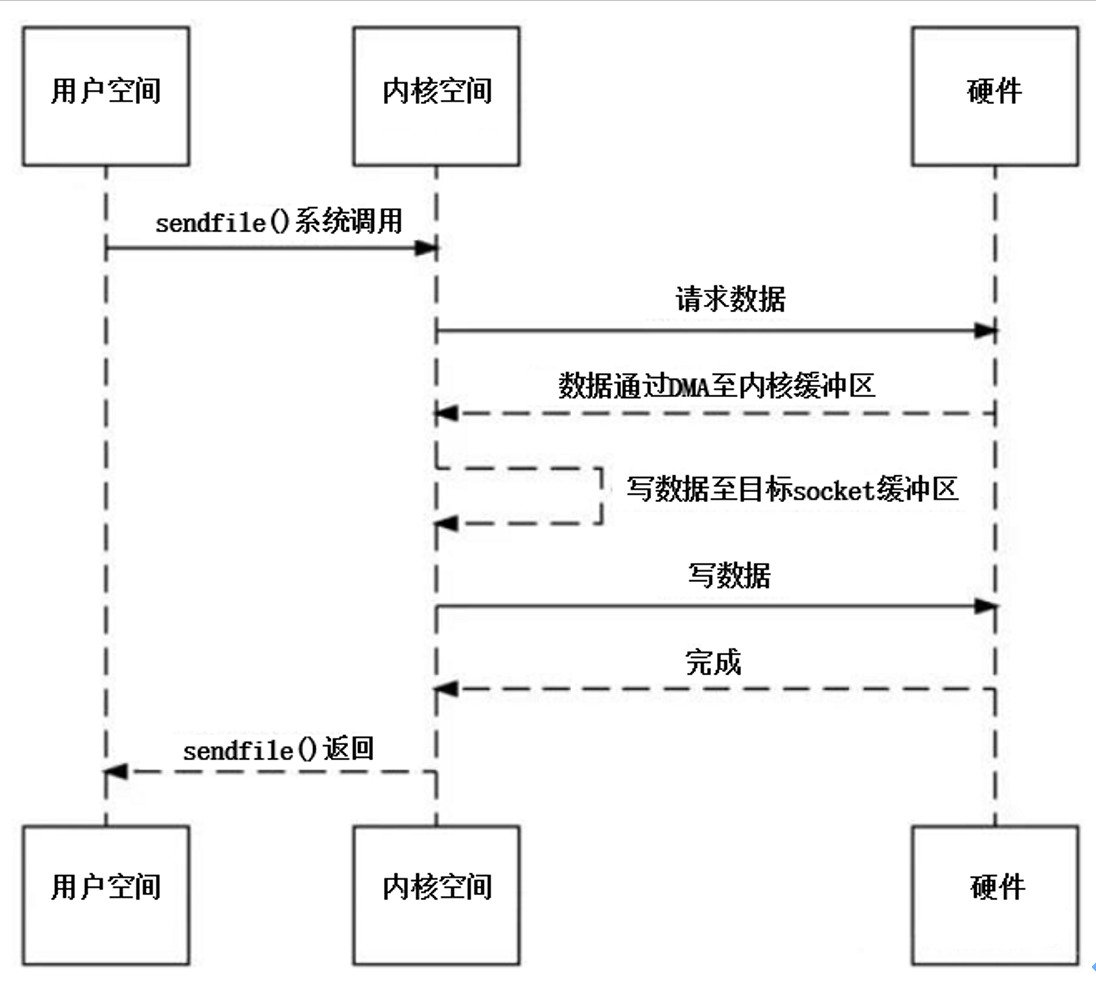 用户空间
内核空间
硬件
sendfile()系统调用
请求数据
数据通过DMA至内核缓冲区
写数据至目标socket缓冲区
写数据
完成
sendfile()返回
用户空间
内核空间
硬件